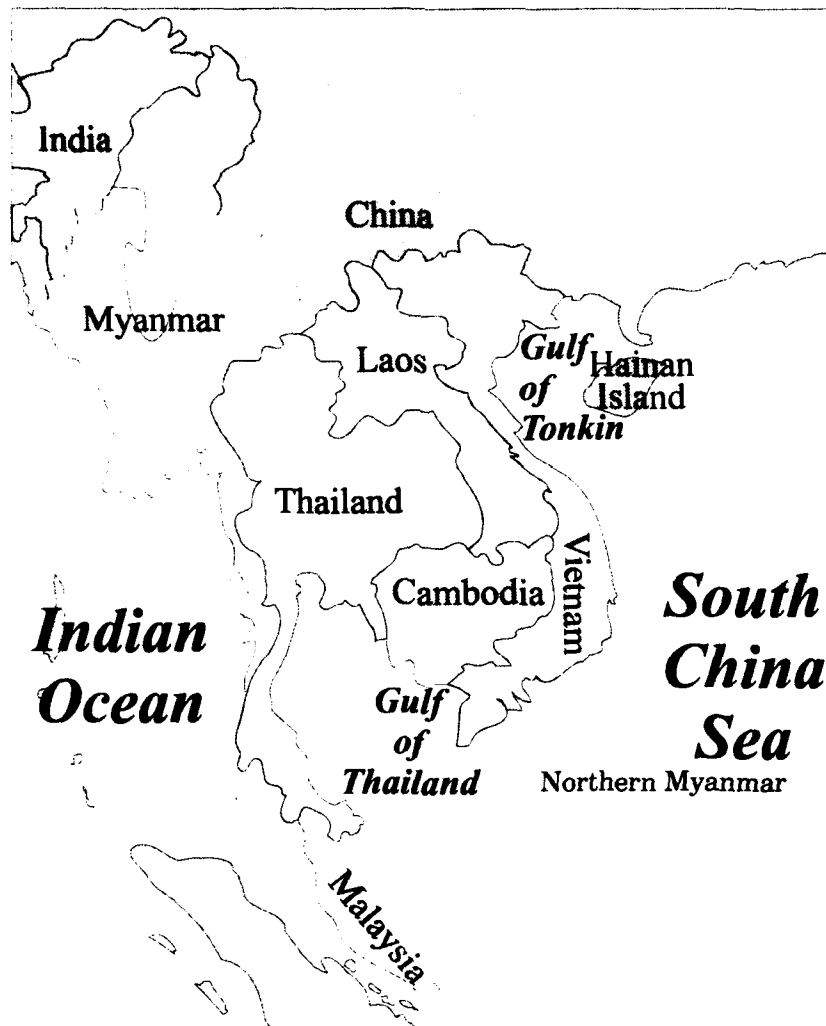 India
China
Myanmar
Laos
Gulf
of
Tonkin
Hainan
Island
Thailand
Vietnam
Cambodia
Indian
Ocean
South
China
Sea
Gulf
of
Thailand
Northern Myanmar
Malaysia